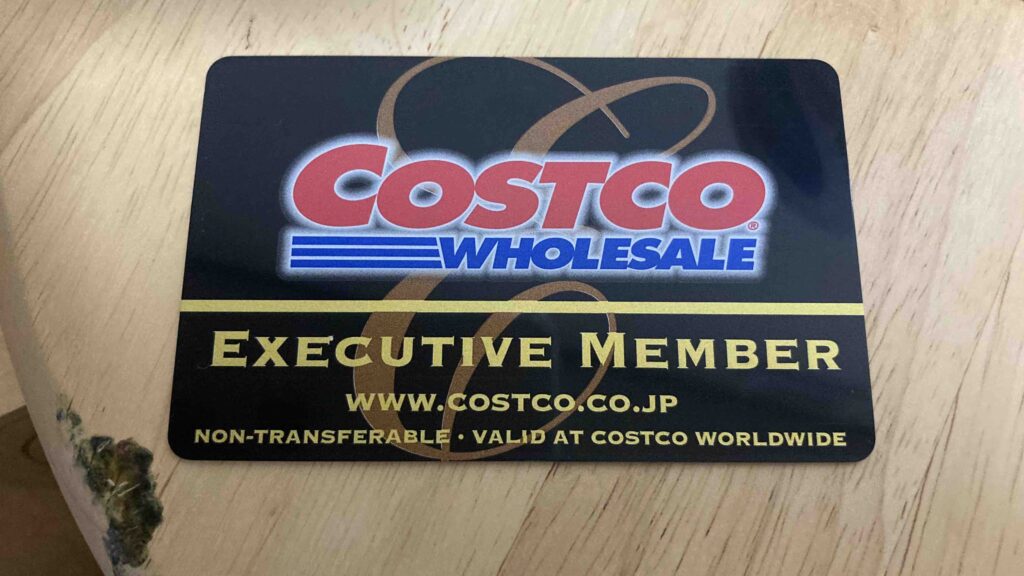 COSTCO®
WHOLESALE
EXECUTIVE MEMBER
WWW.COSTCO.CO.JP
NON-TRANSFERABLE • VALID AT COSTCO WORLDWIDE